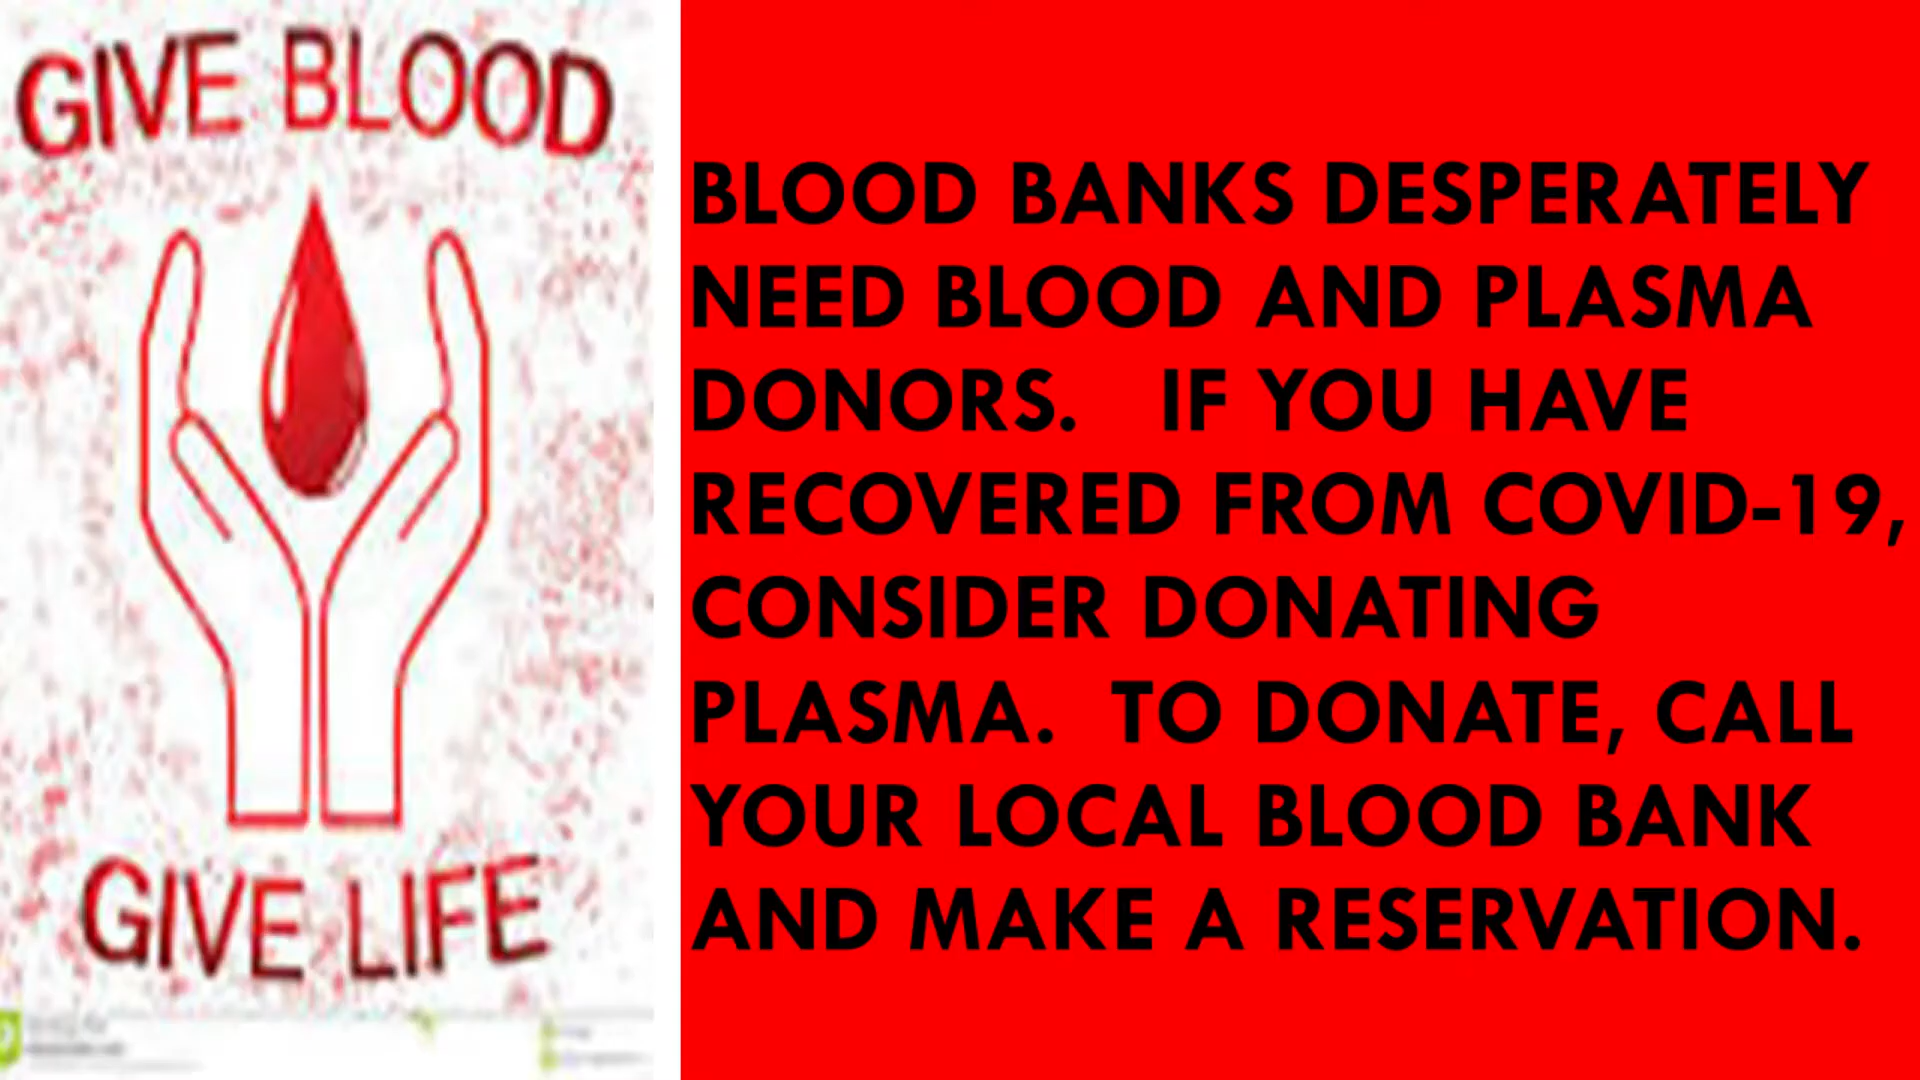 GIVE BLOOD
GIVE LIFE
BLOOD BANKS DESPERATELY
NEED BLOOD AND PLASMA
DONORS. IF YOU HAVE
RECOVERED FROM COVID-19,
CONSIDER DONATING
PLASMA. TO DONATE, CALL
YOUR LOCAL BLOOD BANK
AND MAKE A RESERVATION.